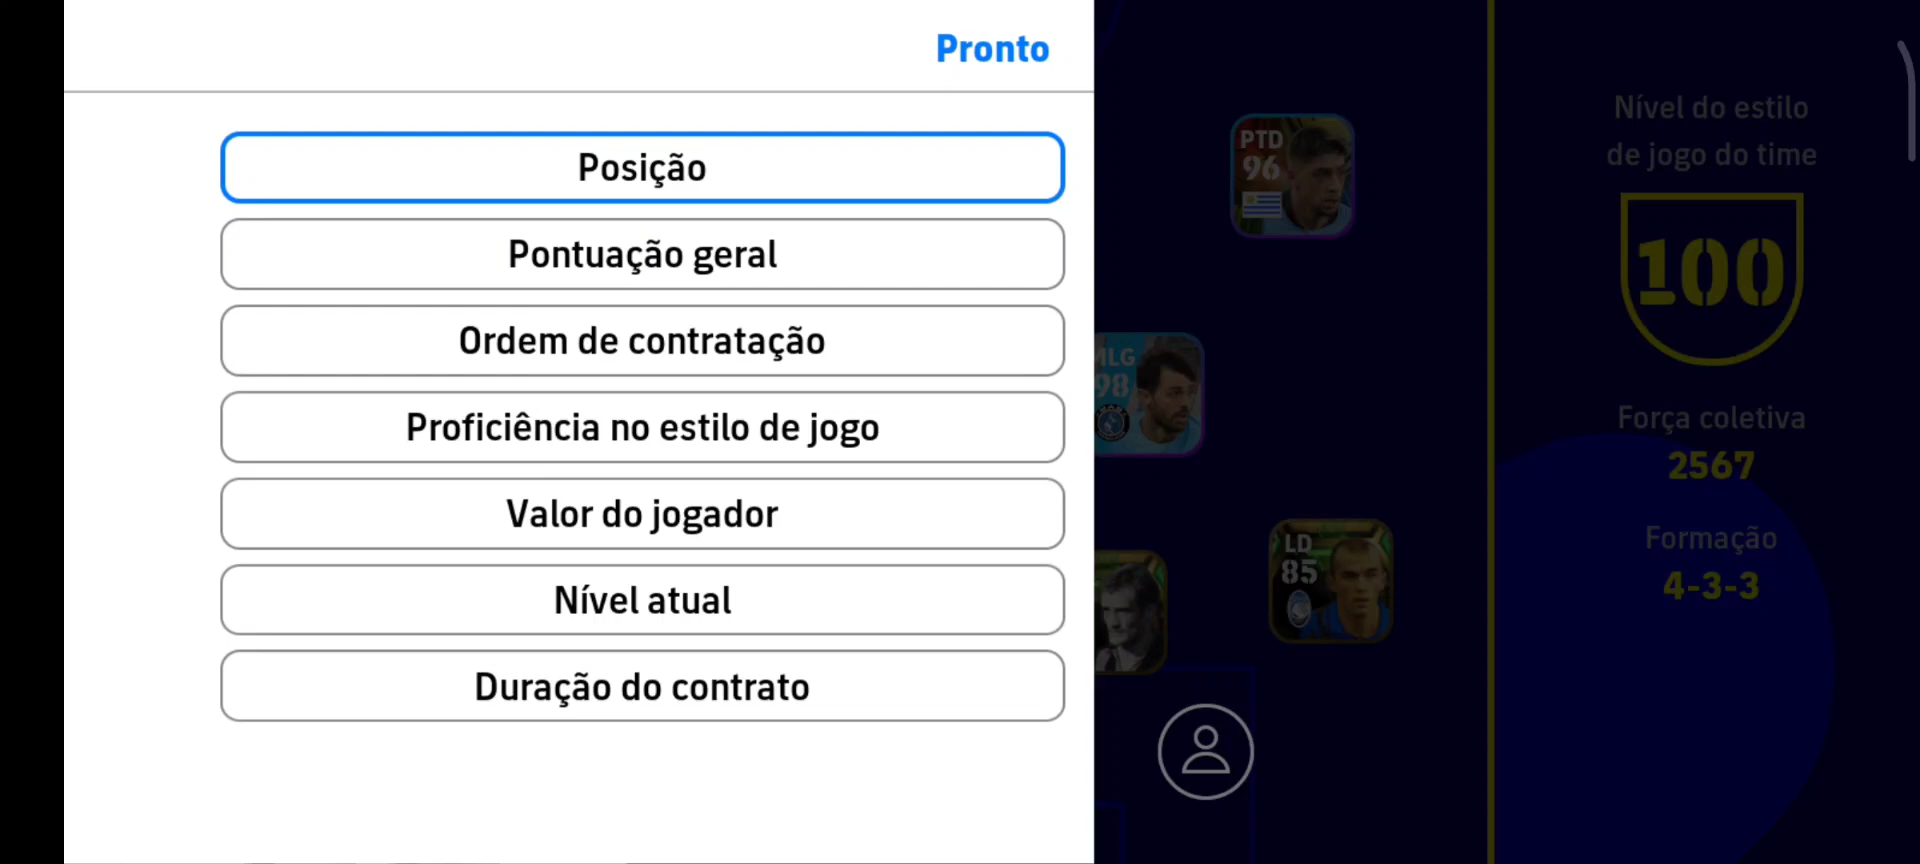 Pronto
Posição
Pontuação geral
Ordem de contratação
Proficiência no estilo de jogo
Valor do jogador
Nível atual
Duração do contrato
PTD
96
MLG
98
LD
85
Nível do estilo
de jogo do time
100
Força coletiva
2567
Formação
4-3-3